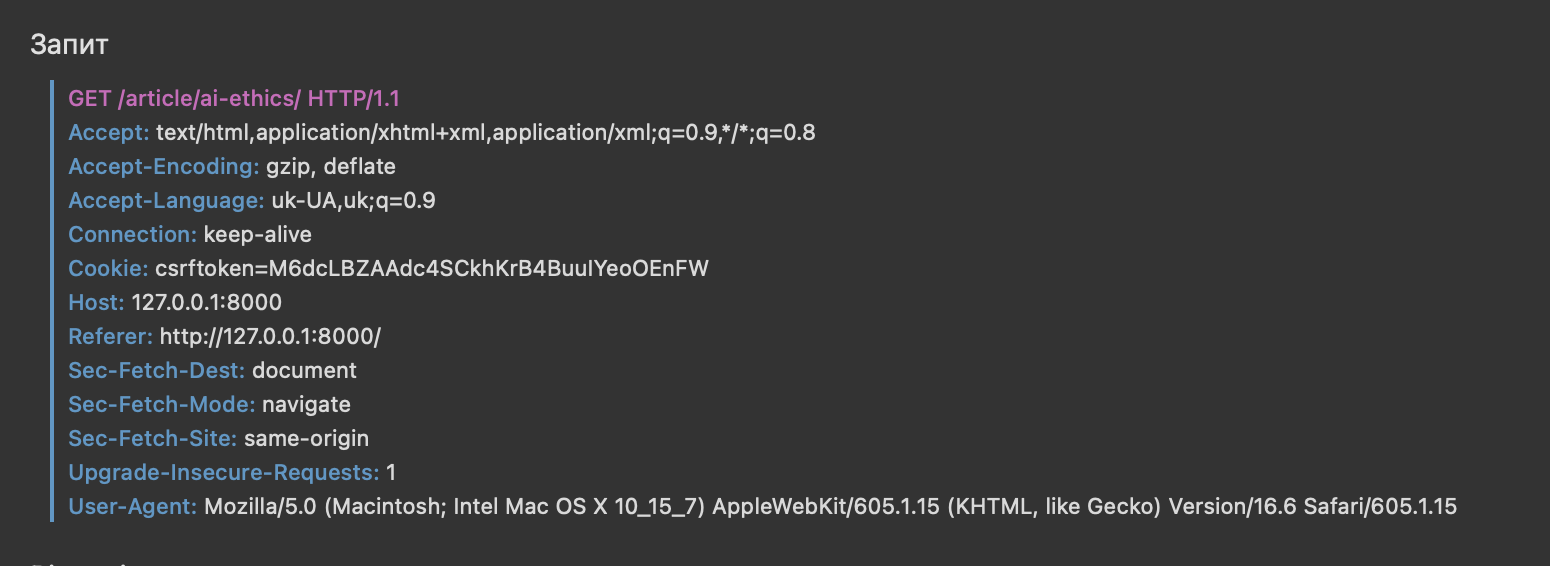 Запит
GET /article/ai-ethics/ HTTP/1.1
Accept: text/html,application/xhtml+xml,application/xml;q=0.9,*/*;q=0.8
Accept-Encoding: gzip, deflate
Accept-Language: uk-UA,uk;q=0.9
Connection: keep-alive
Cookie: csrftoken=M6dcLBZAAdc4SCkhKrB4BuuIYeoOEnFW
Host: 127.0.0.1:8000
Referer: http://127.0.0.1:8000/
Sec-Fetch-Dest: document
Sec-Fetch-Mode: navigate
Sec-Fetch-Site: same-origin
Upgrade-Insecure-Requests: 1
User-Agent: Mozilla/5.0 (Macintosh; Intel Mac OS X 10_15_7) AppleWebKit/605.1.15 (KHTML, like Gecko) Version/16.6 Safari/605.1.15